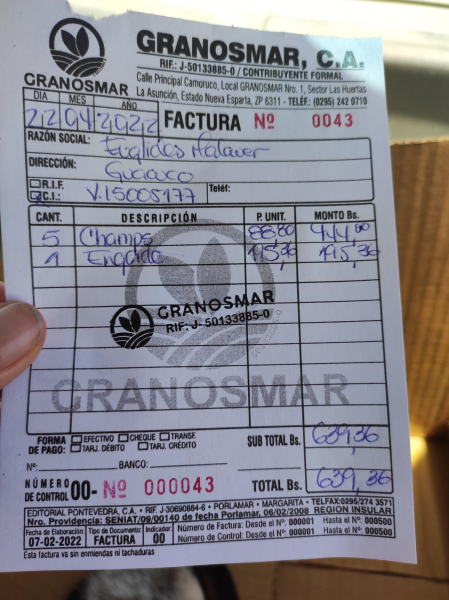 GRANOSMAR, C.A.
RIF.: J-50133885-0 / CONTRIBUYENTE FORMAL
Calle Principal Camoruco, Local GRANOSMAR Nro. 1, Sector Las Huertas
La Asunción, Estado Nueva Esparta, ZP 6311 - TELÉF: (0295) 242 0710
GRANOSMAR
DIA MES AÑO
22 04 2022
FACTURA Nº 0043
RAZÓN SOCIAL: Malaver
DIRECCIÓN:
R.I.F.
C.I.: V.15005177 Teléf:
CANT. DESCRIPCIÓN P. UNIT. MONTO Bs.
5 Champs 88,80 444,00
1 195,36 195,36
GRANOSMAR
RIF: J- 50133885-0
GRANOSMAR
FORMA DE PAGO: EFECTIVO CHEQUE TRANSF.
TARJ. DÉBITO TARJ. CRÉDITO
SUB TOTAL Bs. 639,36
Nº: BANCO:
NÚMERO DE CONTROL 00- Nº 000043
TOTAL Bs. 639,36
EDITORIAL PONTEVEDRA, C.A. • RIF. J-30690884-6 • PORLAMAR - MARGARITA • TELFAX:0295/274 3571
Nro. Providencia: SENIAT/09/00140 de fecha Porlamar, 06/02/2008 REGION INSULAR
Fecha de Elaboración Tipo de Documento: Indicador
07-02-2022 FACTURA 00
Número de Factura: Desde el Nº: 000001 Hasta el Nº: 000500
Número de Control: Desde el Nº: 000001 Hasta el Nº: 000500
Esta factura va sin enmiendas ni tachaduras